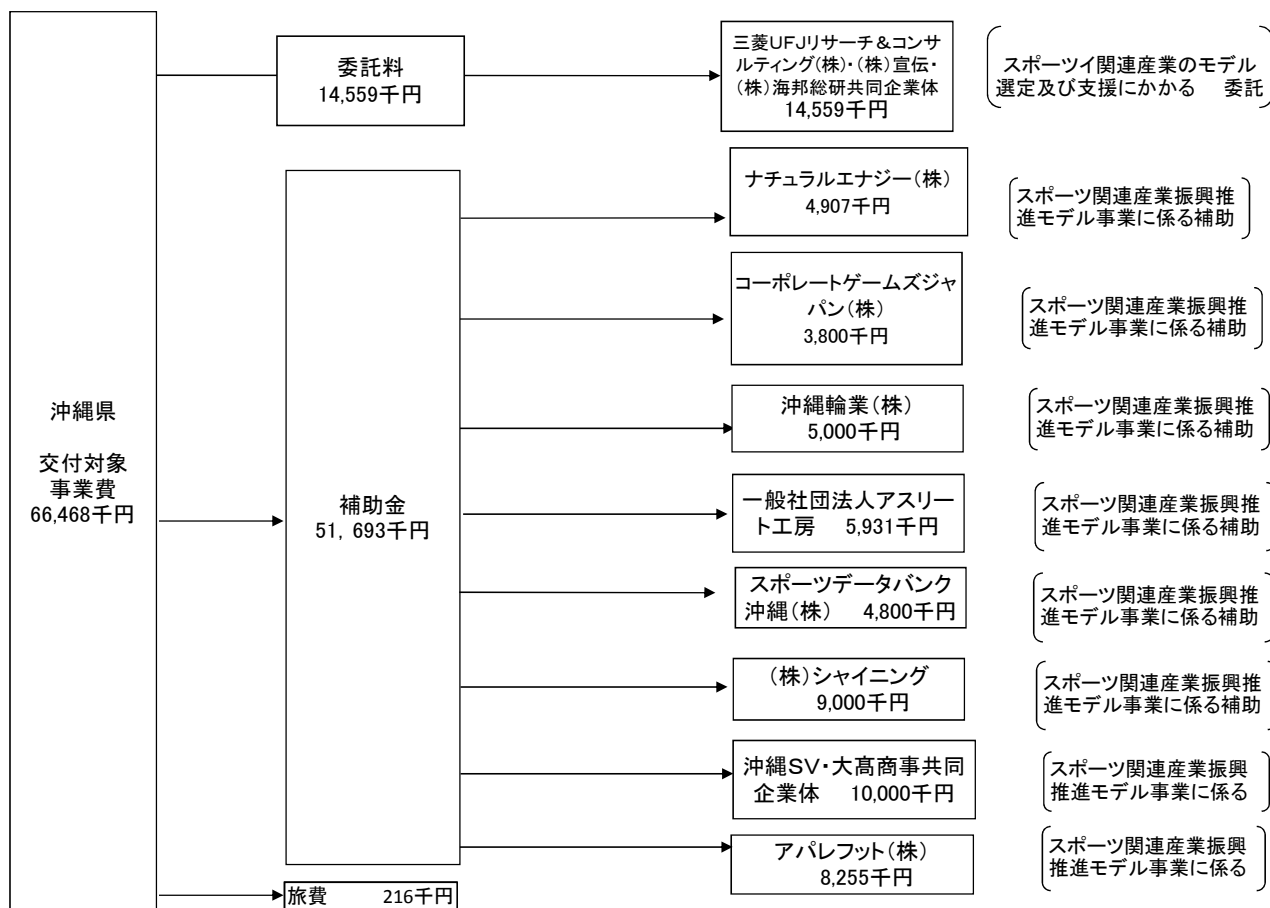 沖縄県
交付対象
事業費
66,468千円
委託料
14,559千円
三菱UFJリサーチ＆コンサ
ルティング(株)・(株)宣伝・
(株)海邦総研共同企業体
14,559千円
スポーツイ関連産業のモデル
選定及び支援にかかる　委託
補助金
51, 693千円
ナチュラルエナジー(株)
4,907千円
スポーツ関連産業振興推
進モデル事業に係る補助
コーポレートゲームズジャ
パン(株)
3,800千円
スポーツ関連産業振興推
進モデル事業に係る補助
沖縄輪業(株)
5,000千円
スポーツ関連産業振興推
進モデル事業に係る補助
一般社団法人アスリー
ト工房　5,931千円
スポーツ関連産業振興推
進モデル事業に係る補助
スポーツデータバンク
沖縄(株)　4,800千円
スポーツ関連産業振興推
進モデル事業に係る補助
(株)シャイニング
9,000千円
スポーツ関連産業振興推
進モデル事業に係る補助
沖縄SV・大髙商事共同
企業体　10,000千円
スポーツ関連産業振興
推進モデル事業に係る
アパレフット(株)
8,255千円
スポーツ関連産業振興
推進モデル事業に係る
旅費　216千円